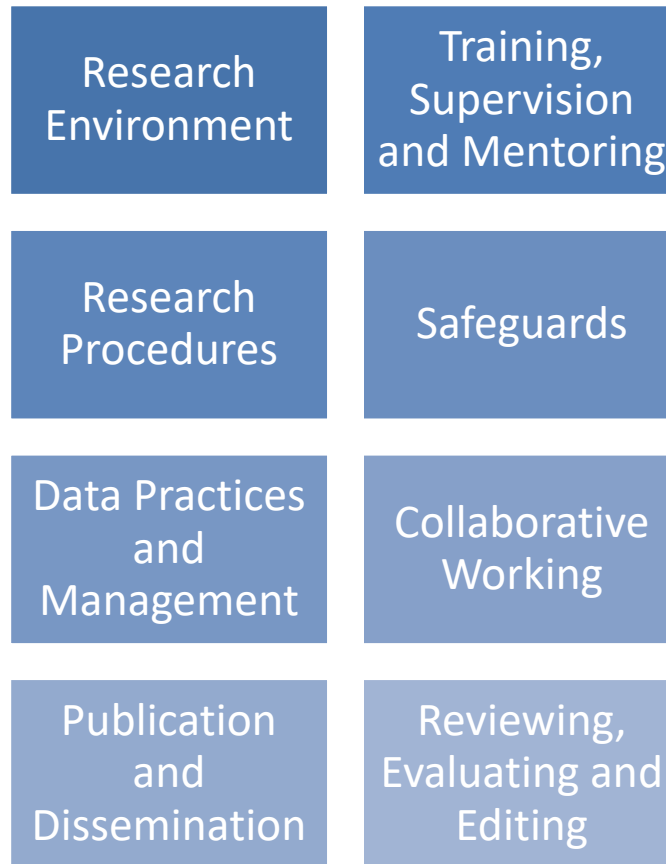 Research
Environment
Training,
Supervision
and Mentoring
Research
Procedures
Safeguards
Data Practices
and
Management
Collaborative
Working
Publication
and
Dissemination
Reviewing,
Evaluating and
Editing